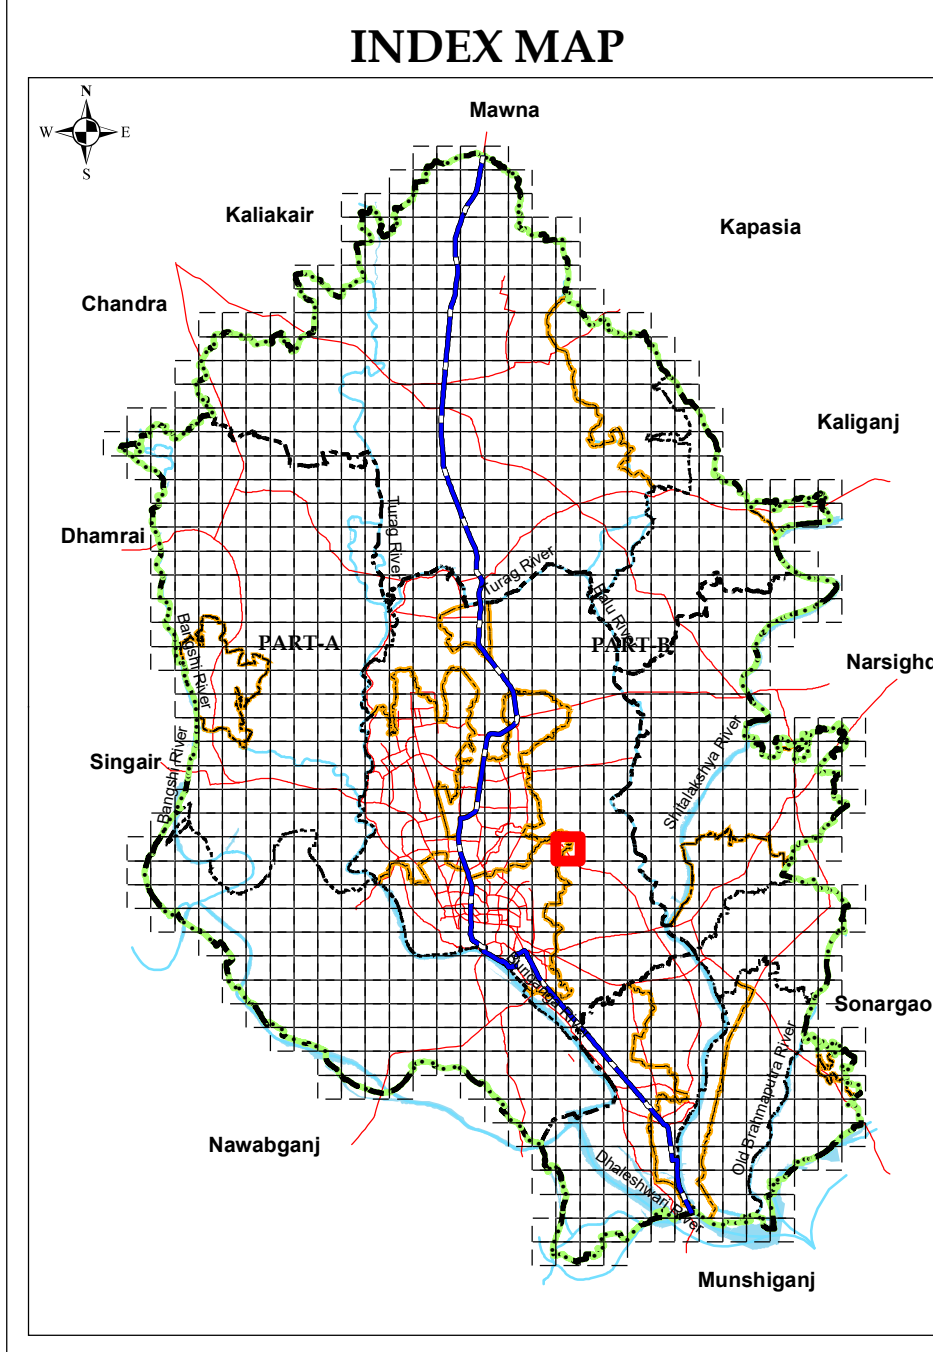 INDEX MAP
N
W E
S
Mawna
Kaliakair
Kapasia
Chandra
Kaliganj
Dhamrai
Turag River
Turag River
Balu River
Bangshi River
PART-A
PART-B
Narsighd
Singair
Bangshi River
Shitalakshya River
Buriganga River
Sonargao
Old Brahmaputra River
Nawabganj
Dhaleshwari River
Munshiganj